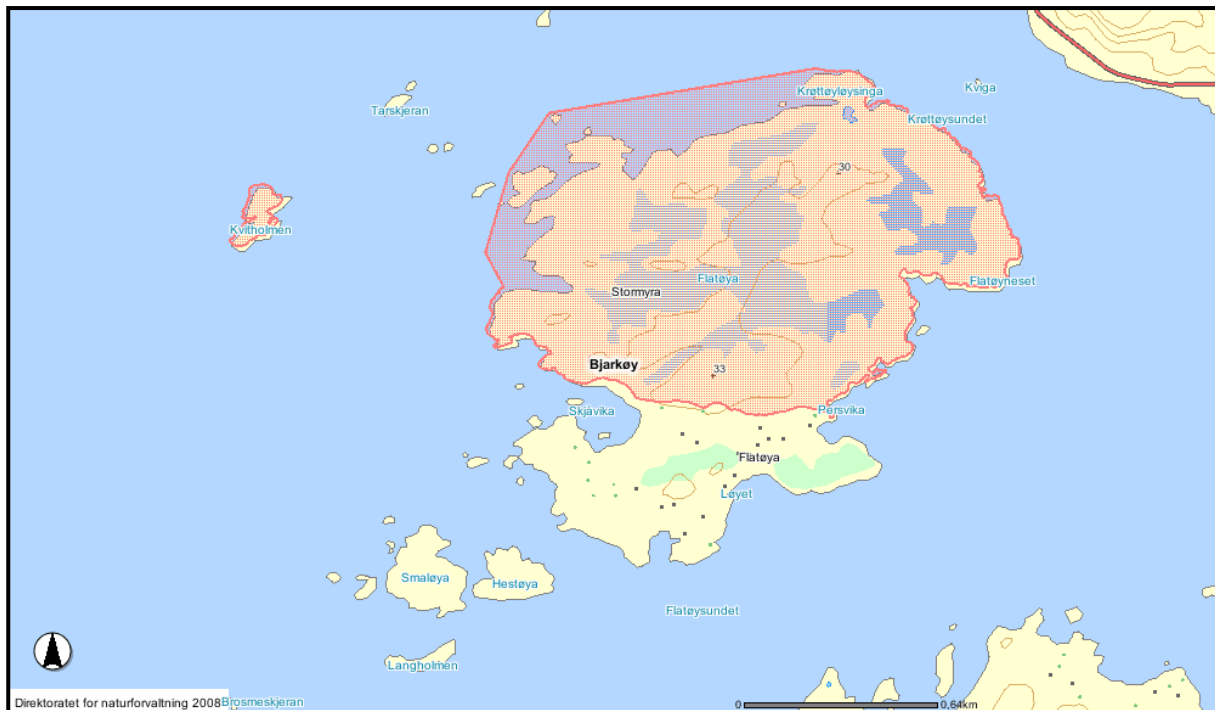 Krøttøyløysinga
Kviga
Tarskjeran
Krøttøysundet
30
Kvitholmen
Flatøya
Flatøyneset
Stormyra
Bjarkøy
33
Skjåvika
Persvika
Flatøya
Løyet
Smaløya
Hestøya
Flatøysundet
Langholmen
Direktoratet for naturforvaltning 2008
Brosmeskjeran
0
0,64km